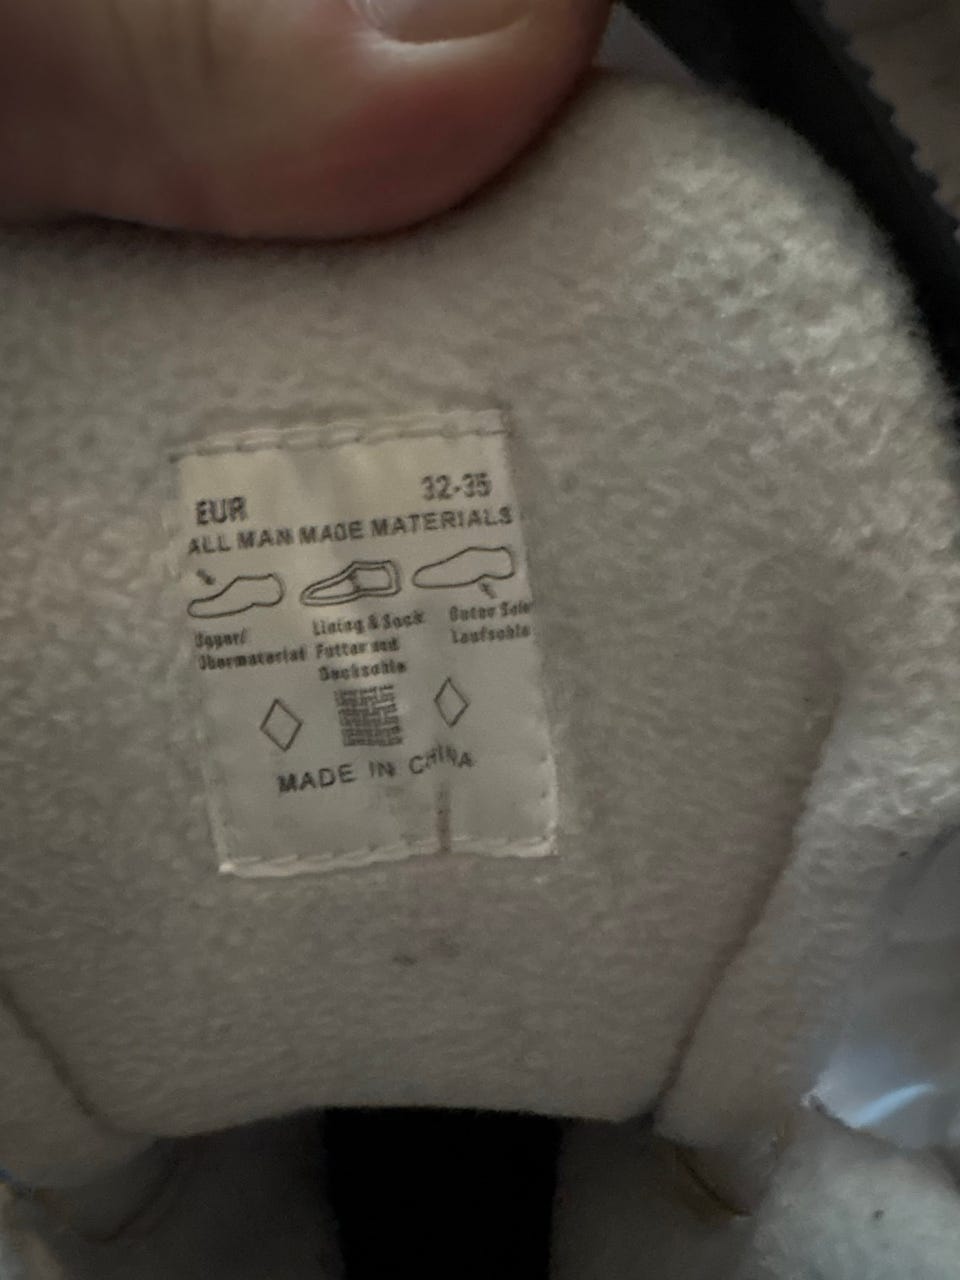 EUR 32-35
ALL MAN MADE MATERIALS
Upper/ Lining & Sock Outer Sole
Obermaterial Futter und Laufsohle
Decksohle
MADE IN CHINA